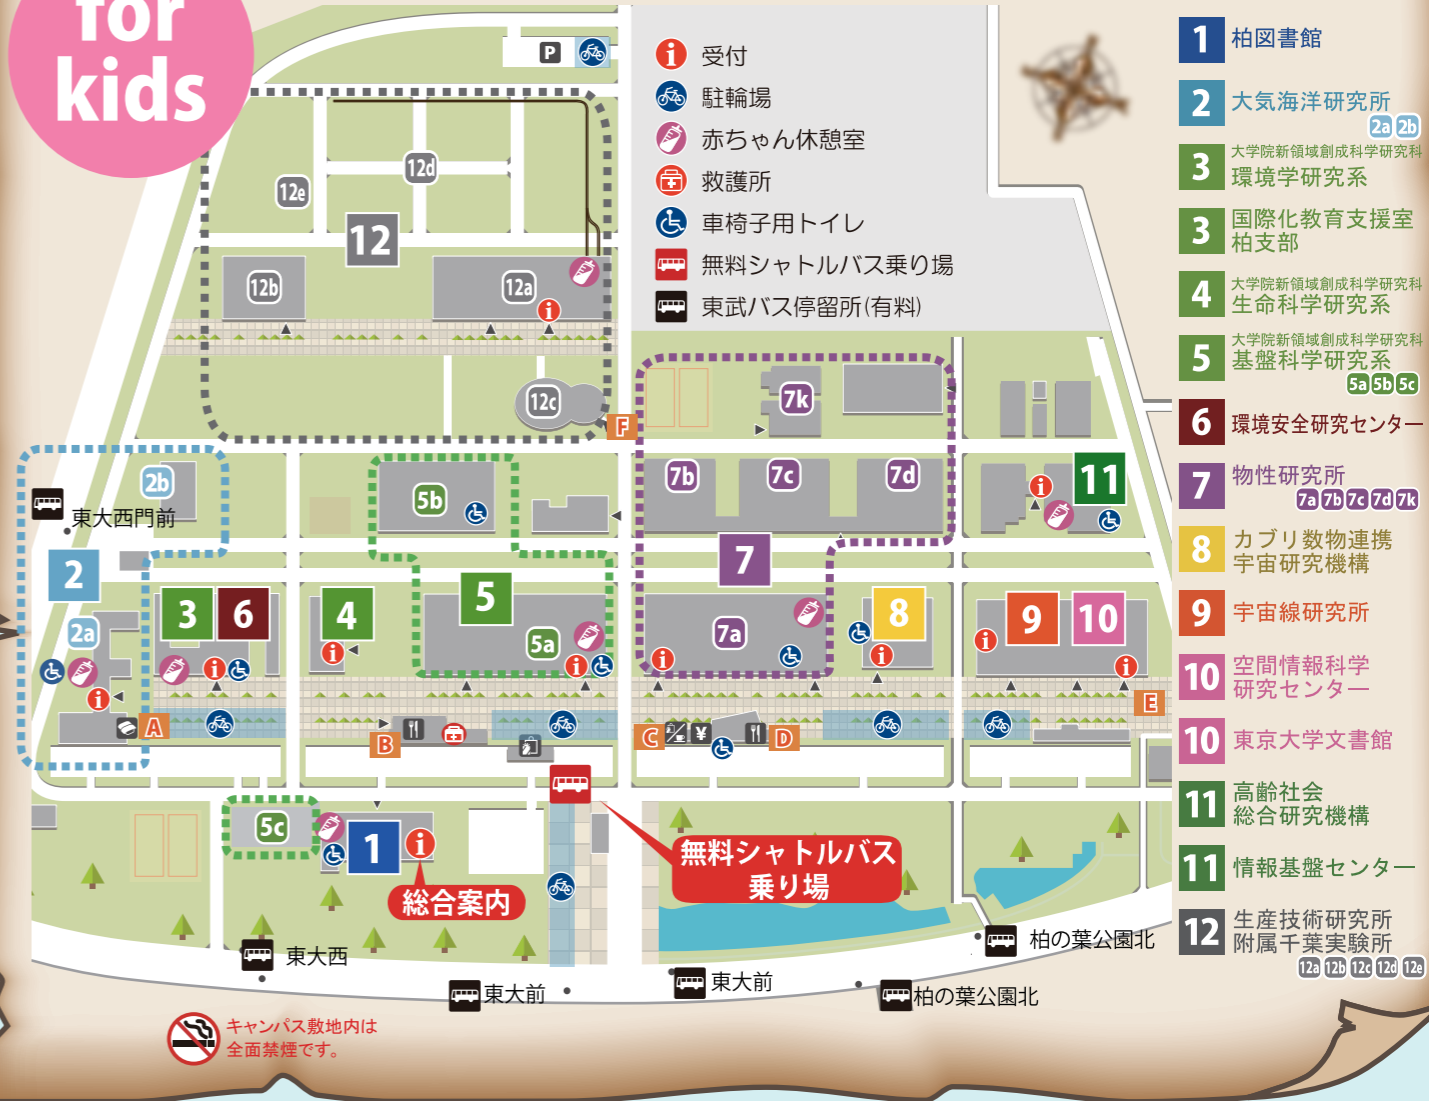 for
kids
P
受付
駐輪場
赤ちゃん休憩室
救護所
車椅子用トイレ
無料シャトルバス乗り場
東武バス停留所(有料)
12e
12d
12
12b
12a
12c
F
7k
7b
7c
7d
7
7a
2b
東大西門前
2
2a
A
3
6
4
5b
5
5a
8
9
10
11
B
C
¥
D
E
5c
1
総合案内
無料シャトルバス
乗り場
東大西
東大前
東大前
柏の葉公園北
柏の葉公園北
キャンパス敷地内は
全面禁煙です。
1 柏図書館
2 大気海洋研究所
2a 2b
大学院新領域創成科学研究科
3 環境学研究系
3 国際化教育支援室
柏支部
大学院新領域創成科学研究科
4 生命科学研究系
大学院新領域創成科学研究科
5 基盤科学研究系
5a 5b 5c
6 環境安全研究センター
7 物性研究所
7a 7b 7c 7d 7k
8 カブリ数物連携
宇宙研究機構
9 宇宙線研究所
10 空間情報科学
研究センター
10 東京大学文書館
11 高齢社会
総合研究機構
11 情報基盤センター
12 生産技術研究所
附属千葉実験所
12a 12b 12c 12d 12e